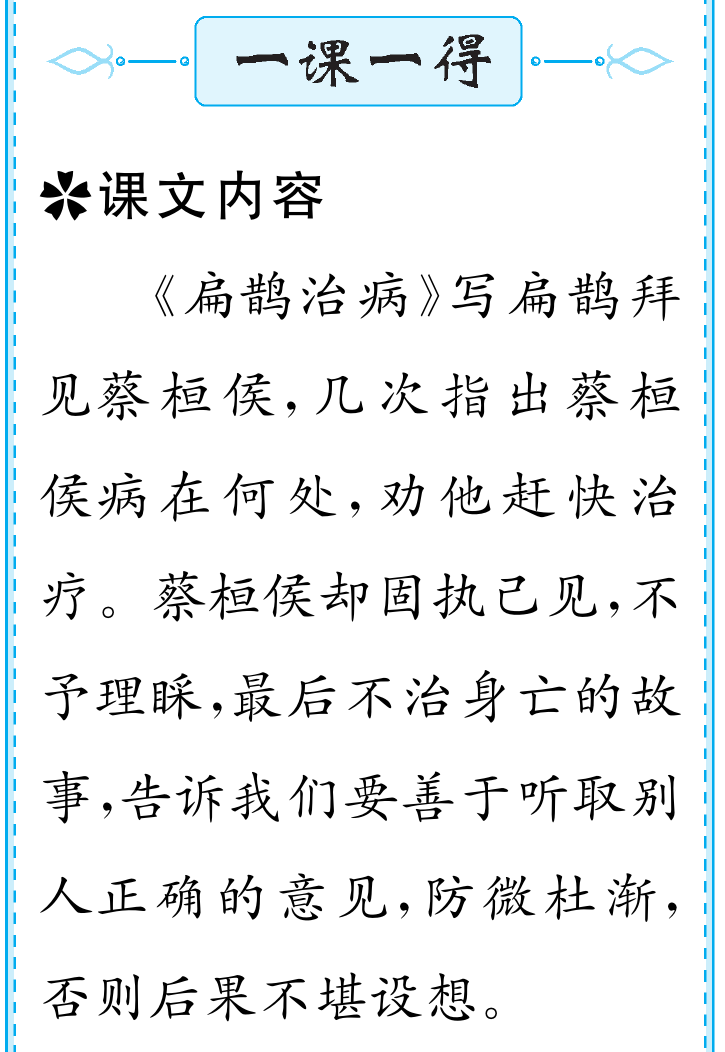 一课一得
课文内容
《扁鹊治病》写扁鹊拜
见蔡桓侯，几次指出蔡桓
侯病在何处，劝他赶快治
疗。蔡桓侯却固执己见，不
予理睬，最后不治身亡的故
事，告诉我们要善于听取别
人正确的意见，防微杜渐，
否则后果不堪设想。